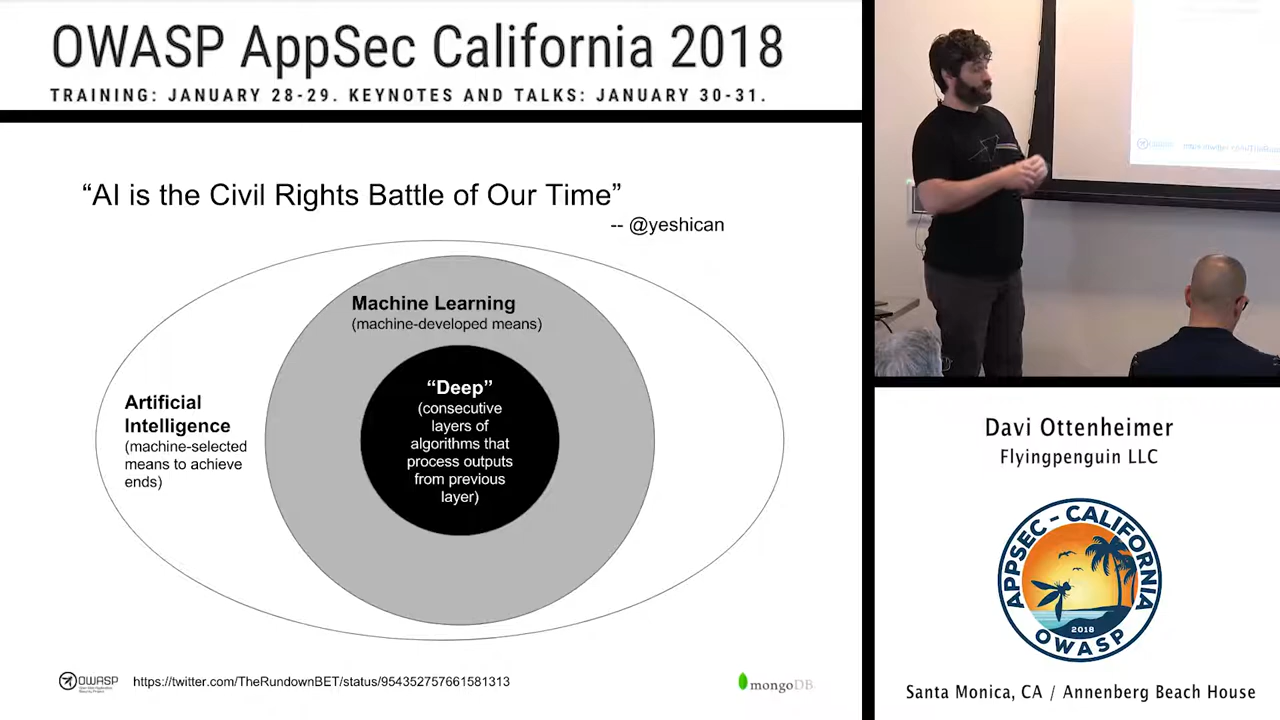 OWASP AppSec California 2018
TRAINING: JANUARY 28-29. KEYNOTES AND TALKS: JANUARY 30-31.
“AI is the Civil Rights Battle of Our Time”
-- @yeshican
Machine Learning
(machine-developed means)
“Deep”
(consecutive
layers of
algorithms that
process outputs
from previous
layer)
Artificial
Intelligence
(machine-selected
means to achieve
ends)
OWASP
https://twitter.com/TheRundownBET/status/954352757661581313
mongoDB
Davi Ottenheimer
Flyingpenguin LLC
APPSEC - CALIFORNIA
2018
OWASP
Santa Monica, CA / Annenberg Beach House